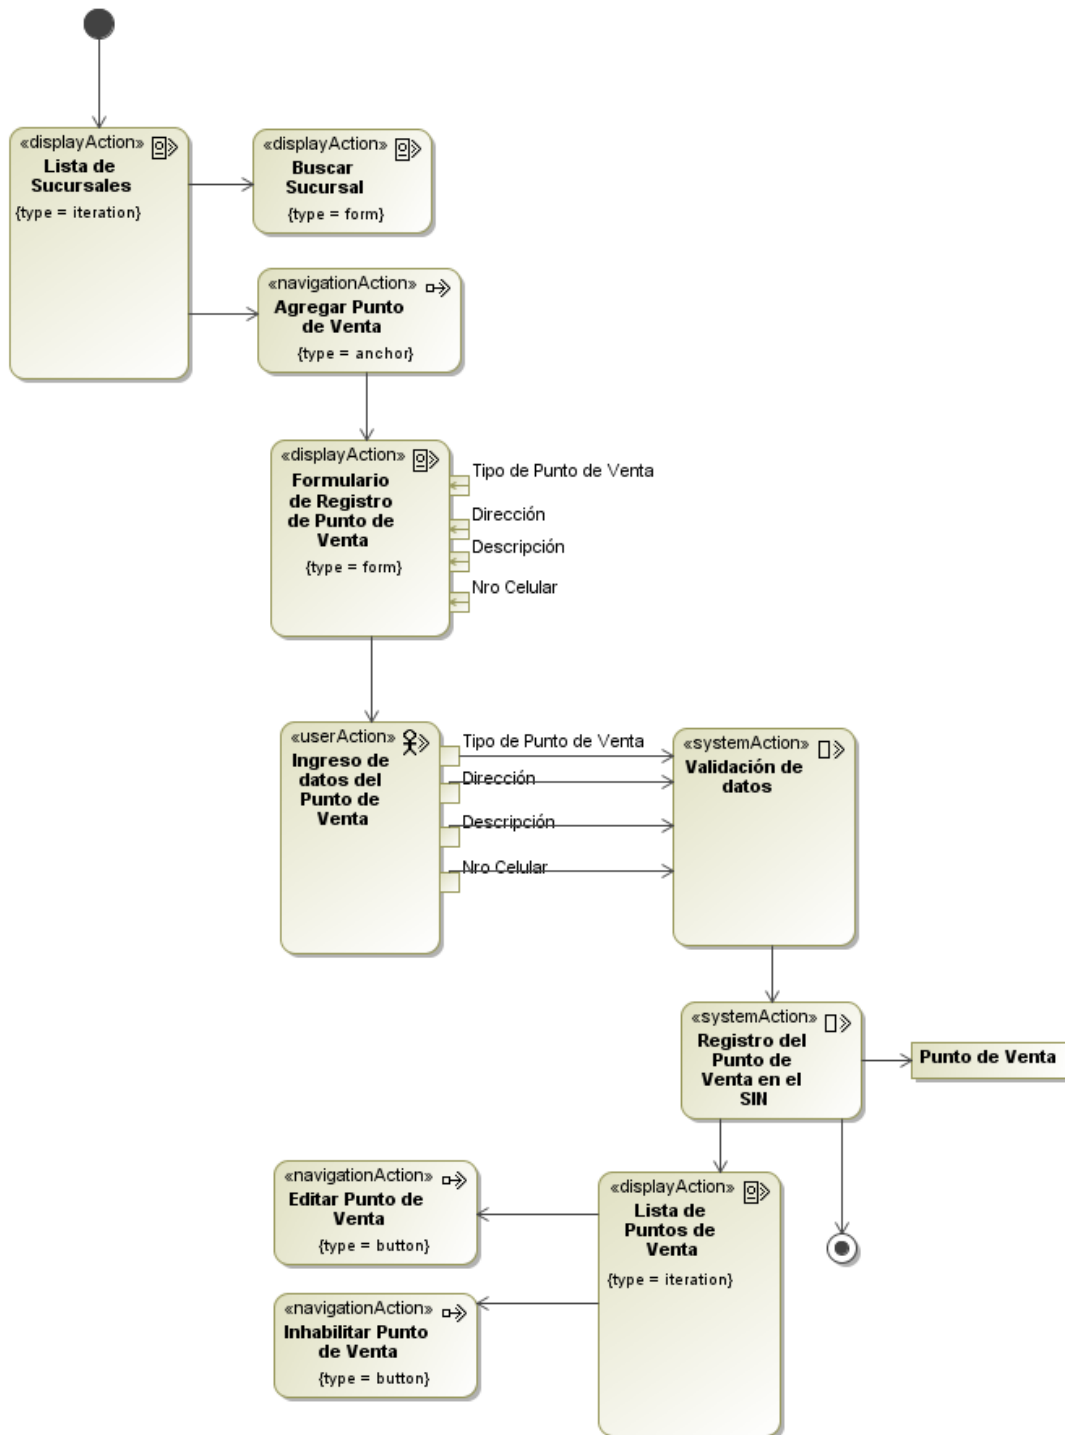 «displayAction»
Lista de
Sucursales
{type = iteration}
«displayAction»
Buscar
Sucursal
{type = form}
«navigationAction»
Agregar Punto
de Venta
{type = anchor}
«displayAction»
Formulario
de Registro
de Punto de
Venta
{type = form}
Tipo de Punto de Venta
Dirección
Descripción
Nro Celular
«userAction»
Ingreso de
datos del
Punto de
Venta
Tipo de Punto de Venta
Dirección
Descripción
Nro Celular
«systemAction»
Validación de
datos
«systemAction»
Registro del
Punto de
Venta en el
SIN
Punto de Venta
«navigationAction»
Editar Punto de
Venta
{type = button}
«displayAction»
Lista de
Puntos de
Venta
{type = iteration}
«navigationAction»
Inhabilitar Punto
de Venta
{type = button}